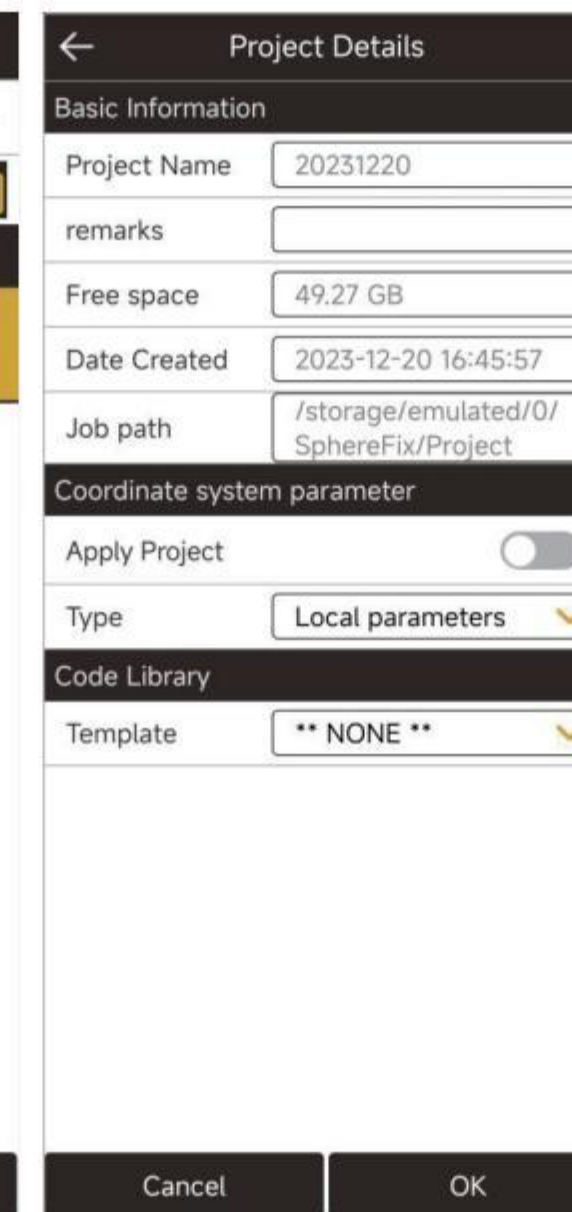 Project Details
Basic Information
Project Name 20231220
remarks
Free space 49.27 GB
Date Created 2023-12-20 16:45:57
Job path /storage/emulated/0/
SphereFix/Project
Coordinate system parameter
Apply Project
Type Local parameters
Code Library
Template ** NONE **
Cancel OK